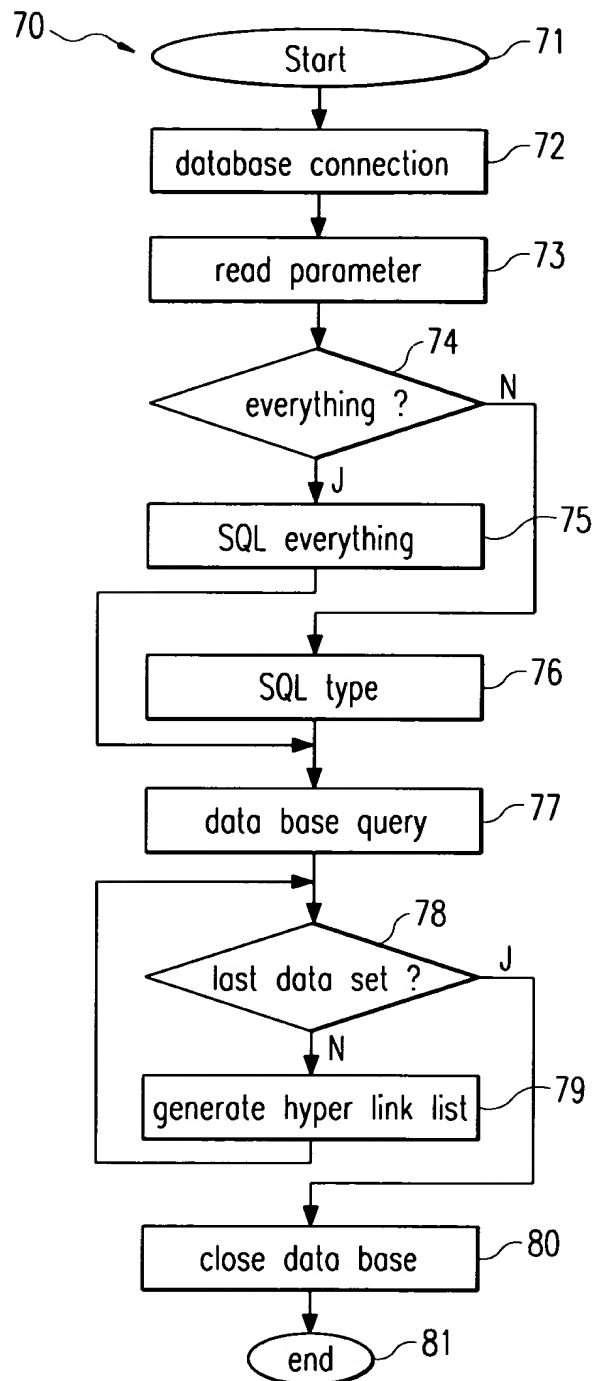 70
Start
71
database connection
72
read parameter
73
74
everything ?
N
J
SQL everything
75
SQL type
76
data base query
77
78
last data set ?
J
N
generate hyper link list
79
close data base
80
end
81